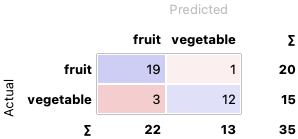 Predicted
fruit vegetable Σ
fruit 19 1 20
Actual
vegetable 3 12 15
Σ 22 13 35